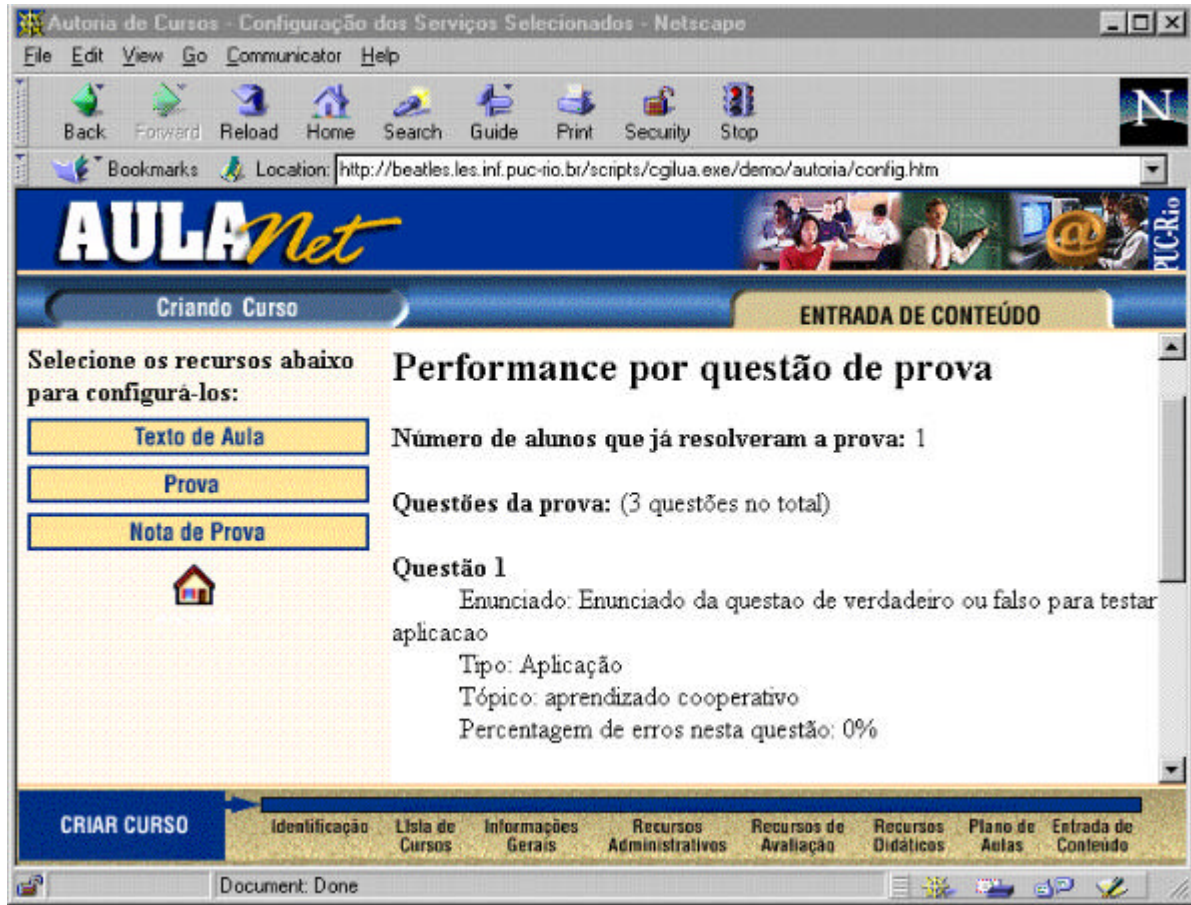 Autoria de Cursos - Configuração dos Serviços Selecionados - Netscape
File Edit View Go Communicator Help
Back Forward Reload Home Search Guide Print Security Stop
N
Bookmarks Location: http://beatles.les.inf.puc-rio.br/scripts/cgilua.exe/demo/autoria/config.htm
AULANet
@
PUC-Rio
Criando Curso
ENTRADA DE CONTEÚDO
Selecione os recursos abaixo
para configurá-los:
Texto de Aula
Prova
Nota de Prova
Performance por questão de prova
Número de alunos que já resolveram a prova: 1
Questões da prova: (3 questões no total)
Questão 1
Enunciado: Enunciado da questao de verdadeiro ou falso para testar
aplicacao
Tipo: Aplicação
Tópico: aprendizado cooperativo
Percentagem de erros nesta questão: 0%
CRIAR CURSO
Identificação
Lista de
Cursos
Informações
Gerais
Recursos
Administrativos
Recursos de
Avaliação
Recursos
Didáticos
Plano de
Aulas
Entrada de
Conteúdo
Document: Done